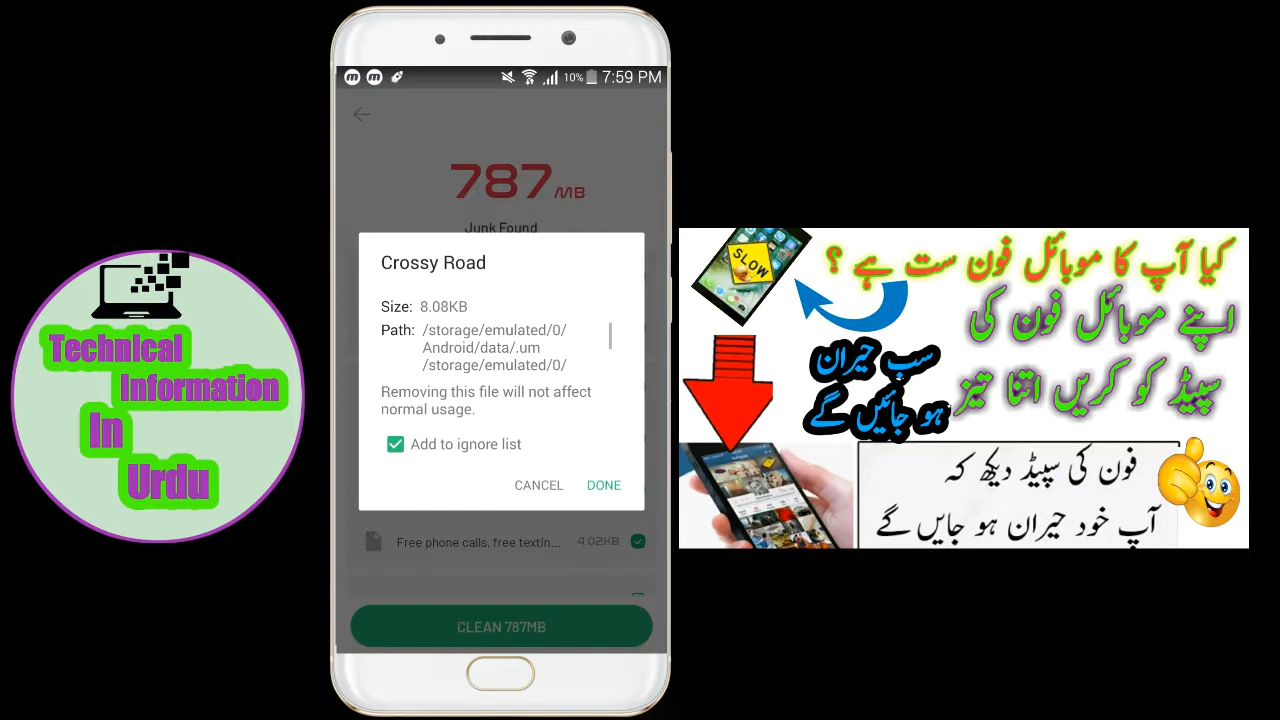 Technical
Information
In
Urdu
10% 7:59 PM
787MB
Junk Found
Crossy Road
Size: 8.08KB
Path: /storage/emulated/0/
Android/data/.um
/storage/emulated/0/
Removing this file will not affect
normal usage.
Add to ignore list
CANCEL DONE
Free phone calls, free textin... 4.02KB
CLEAN 787MB
SLOW
کیا آپ کا موبائل فون ست ہے ؟
اپنے موبائل فون کی
سپیڈ کو کریں اتنا تیز
سب حیران
ہو جائیں گے
فون کی سپیڈ دیکھ کہ
آپ خود حیران ہو جایں گے